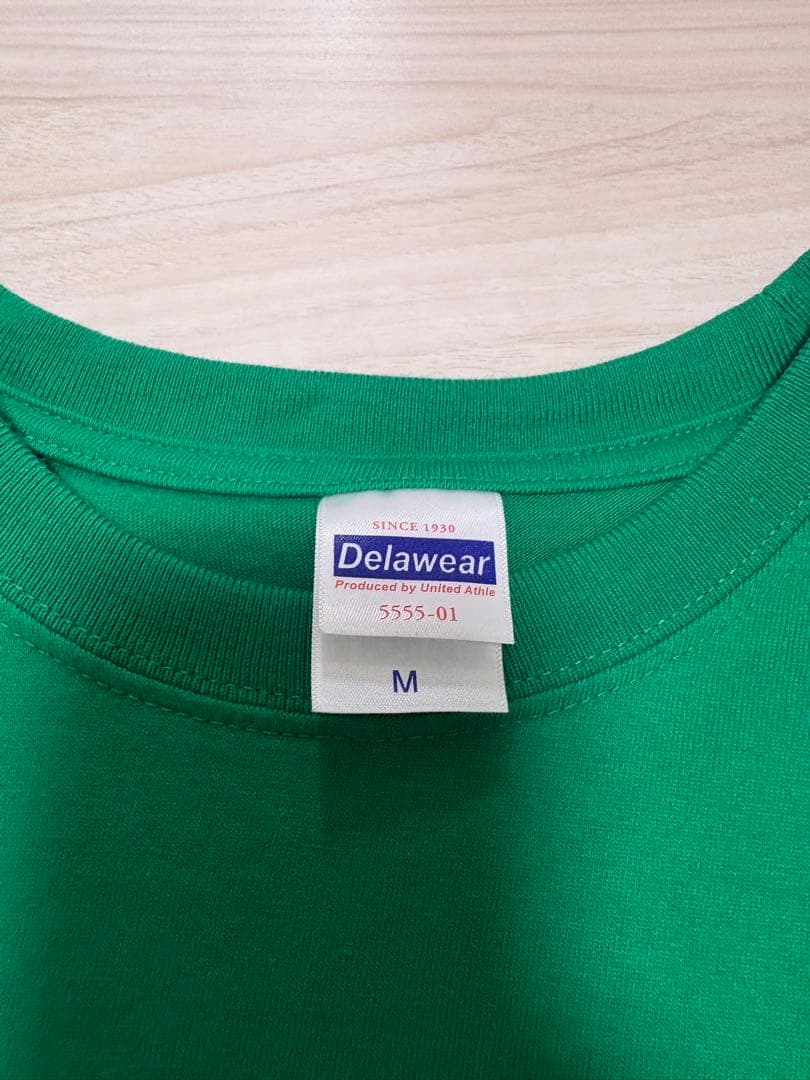 SINCE 1930
Delawear
Produced by United Athle
5555-01
M